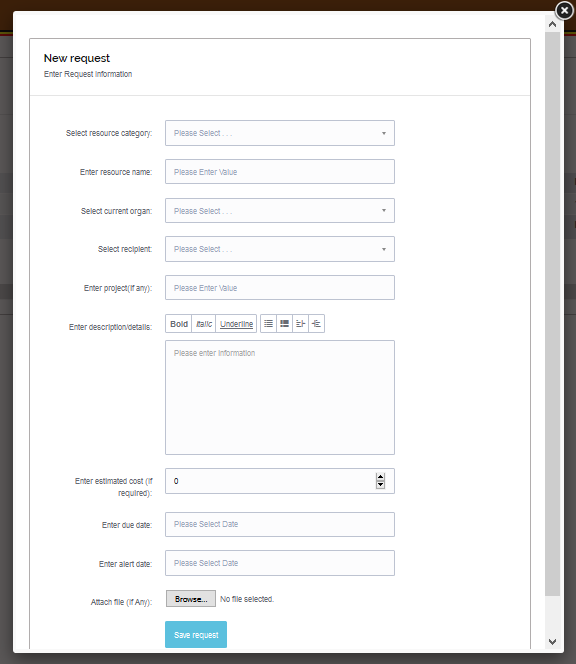 New request
Enter Request Information
Select resource category: Please Select . . .
Enter resource name: Please Enter Value
Select current organ: Please Select . . .
Select recipient: Please Select . . .
Enter project(if any): Please Enter Value
Enter description/details: Bold Italic Underline
Please enter Information
Enter estimated cost (if 0
required):
Enter due date: Please Select Date
Enter alert date: Please Select Date
Attach file (if Any): Browse... No file selected.
Save request